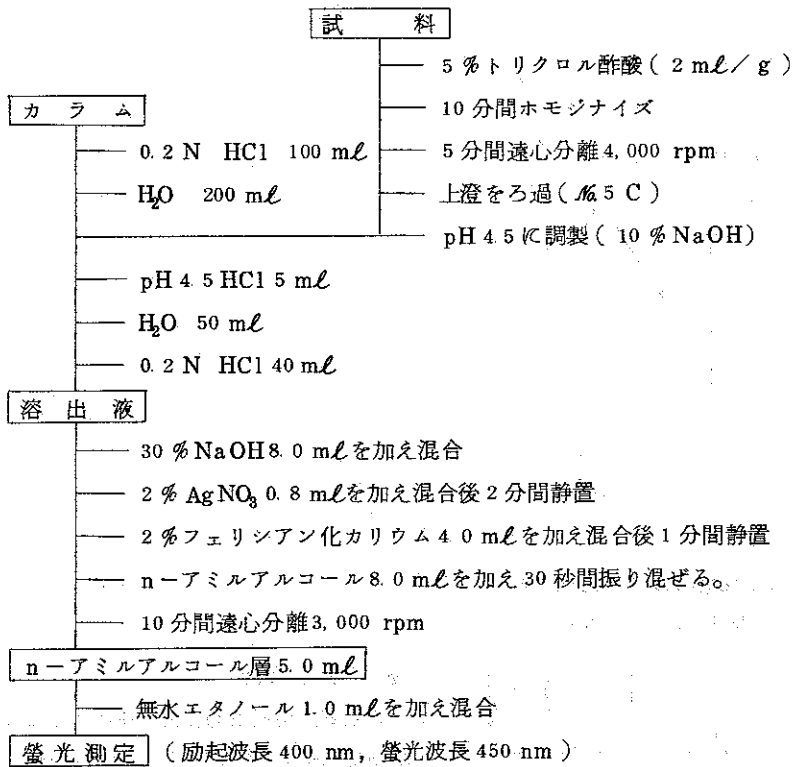 試料
5％トリクロル酢酸（2 mℓ／g）
10分間ホモジナイズ
カラム
0.2 N HCl 100 mℓ
5分間遠心分離4,000 rpm
H₂O 200 mℓ
上澄をろ過（№5 C）
pH 4.5に調製（10％NaOH）
pH 4.5 HCl 5 mℓ
H₂O 50 mℓ
0.2 N HCl 40 mℓ
溶出液
30％NaOH 8.0 mℓを加え混合
2％AgNO₃ 0.8 mℓを加え混合後2分間静置
2％フェリシアン化カリウム4.0 mℓを加え混合後1分間静置
n－アミルアルコール8.0 mℓを加え30秒間振り混ぜる。
10分間遠心分離3,000 rpm
n－アミルアルコール層5.0 mℓ
無水エタノール1.0 mℓを加え混合
螢光測定（励起波長400 nm，螢光波長450 nm）